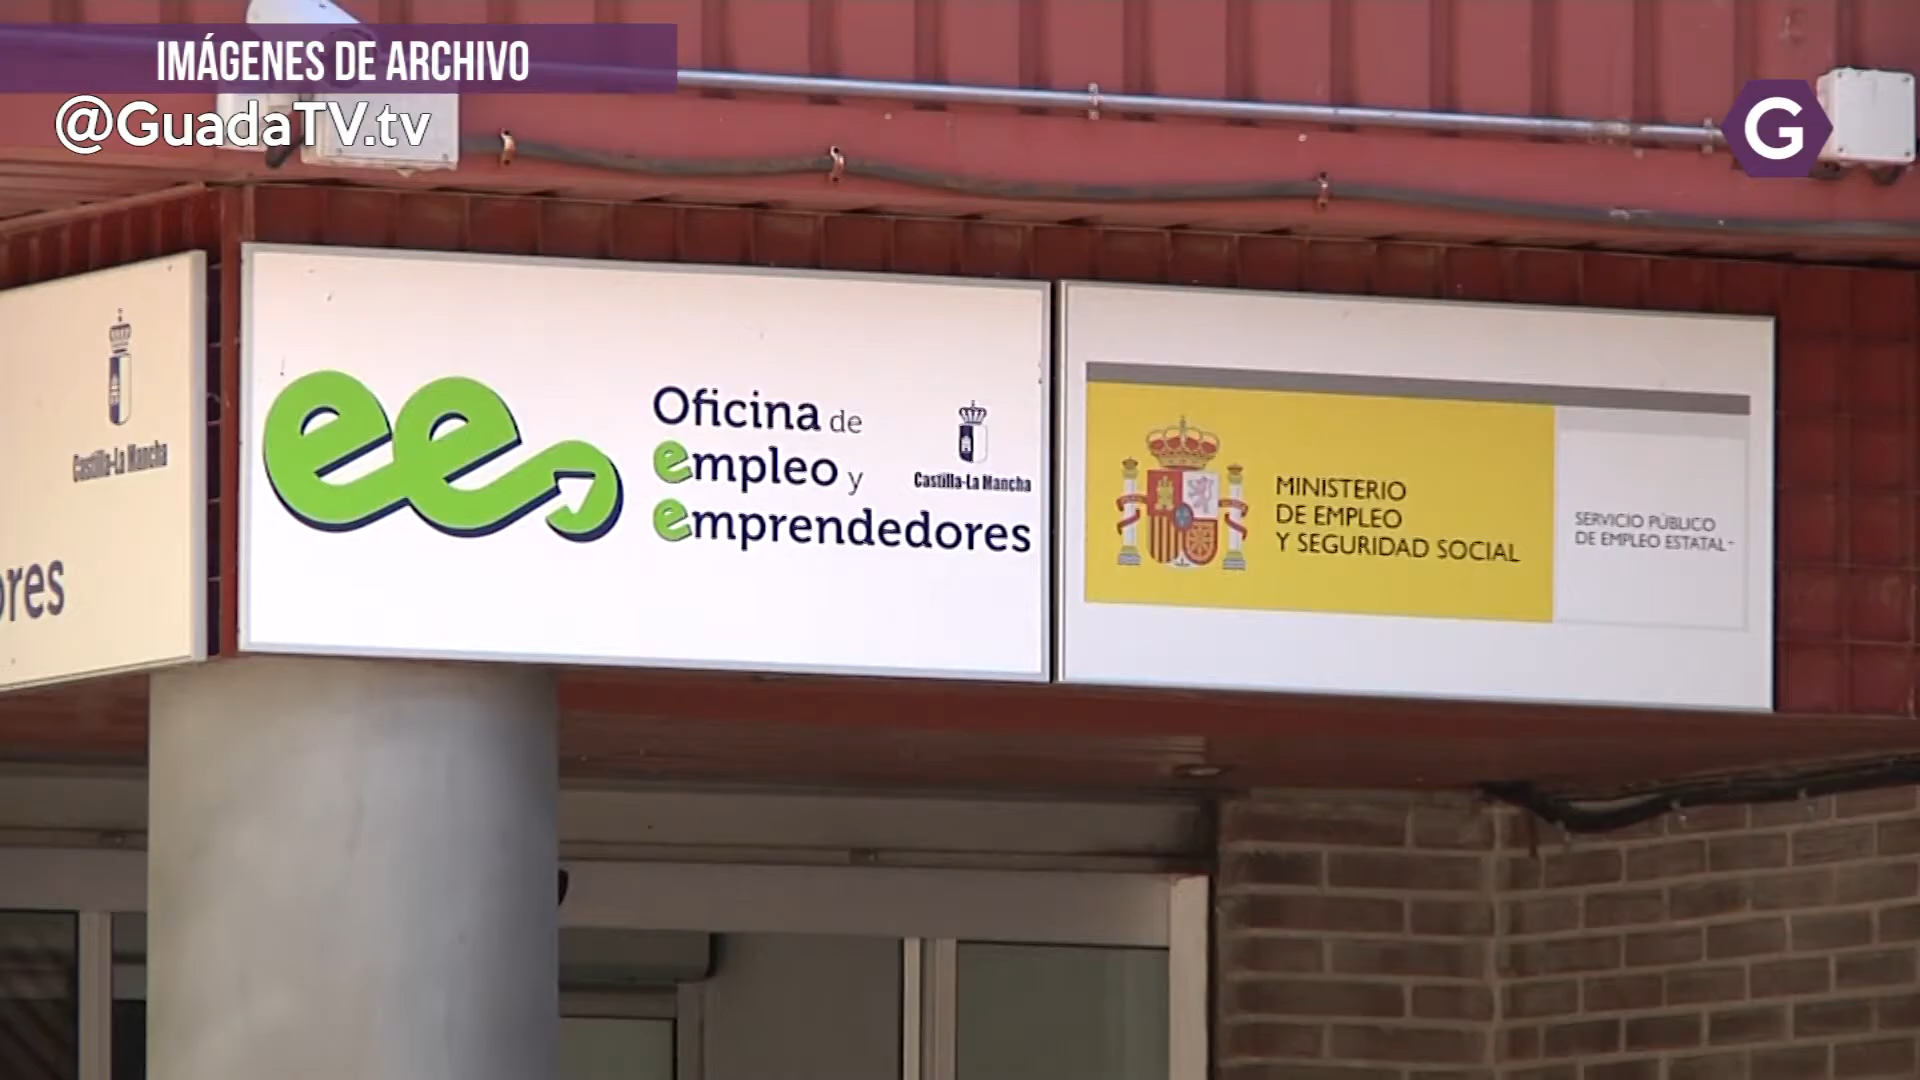 IMÁGENES DE ARCHIVO
@GuadaTV.tv
G
Castilla-La Mancha
ores
Oficina de
empleo y
emprendedores
Castilla-La Mancha
MINISTERIO
DE EMPLEO
Y SEGURIDAD SOCIAL
SERVICIO PÚBLICO
DE EMPLEO ESTATAL